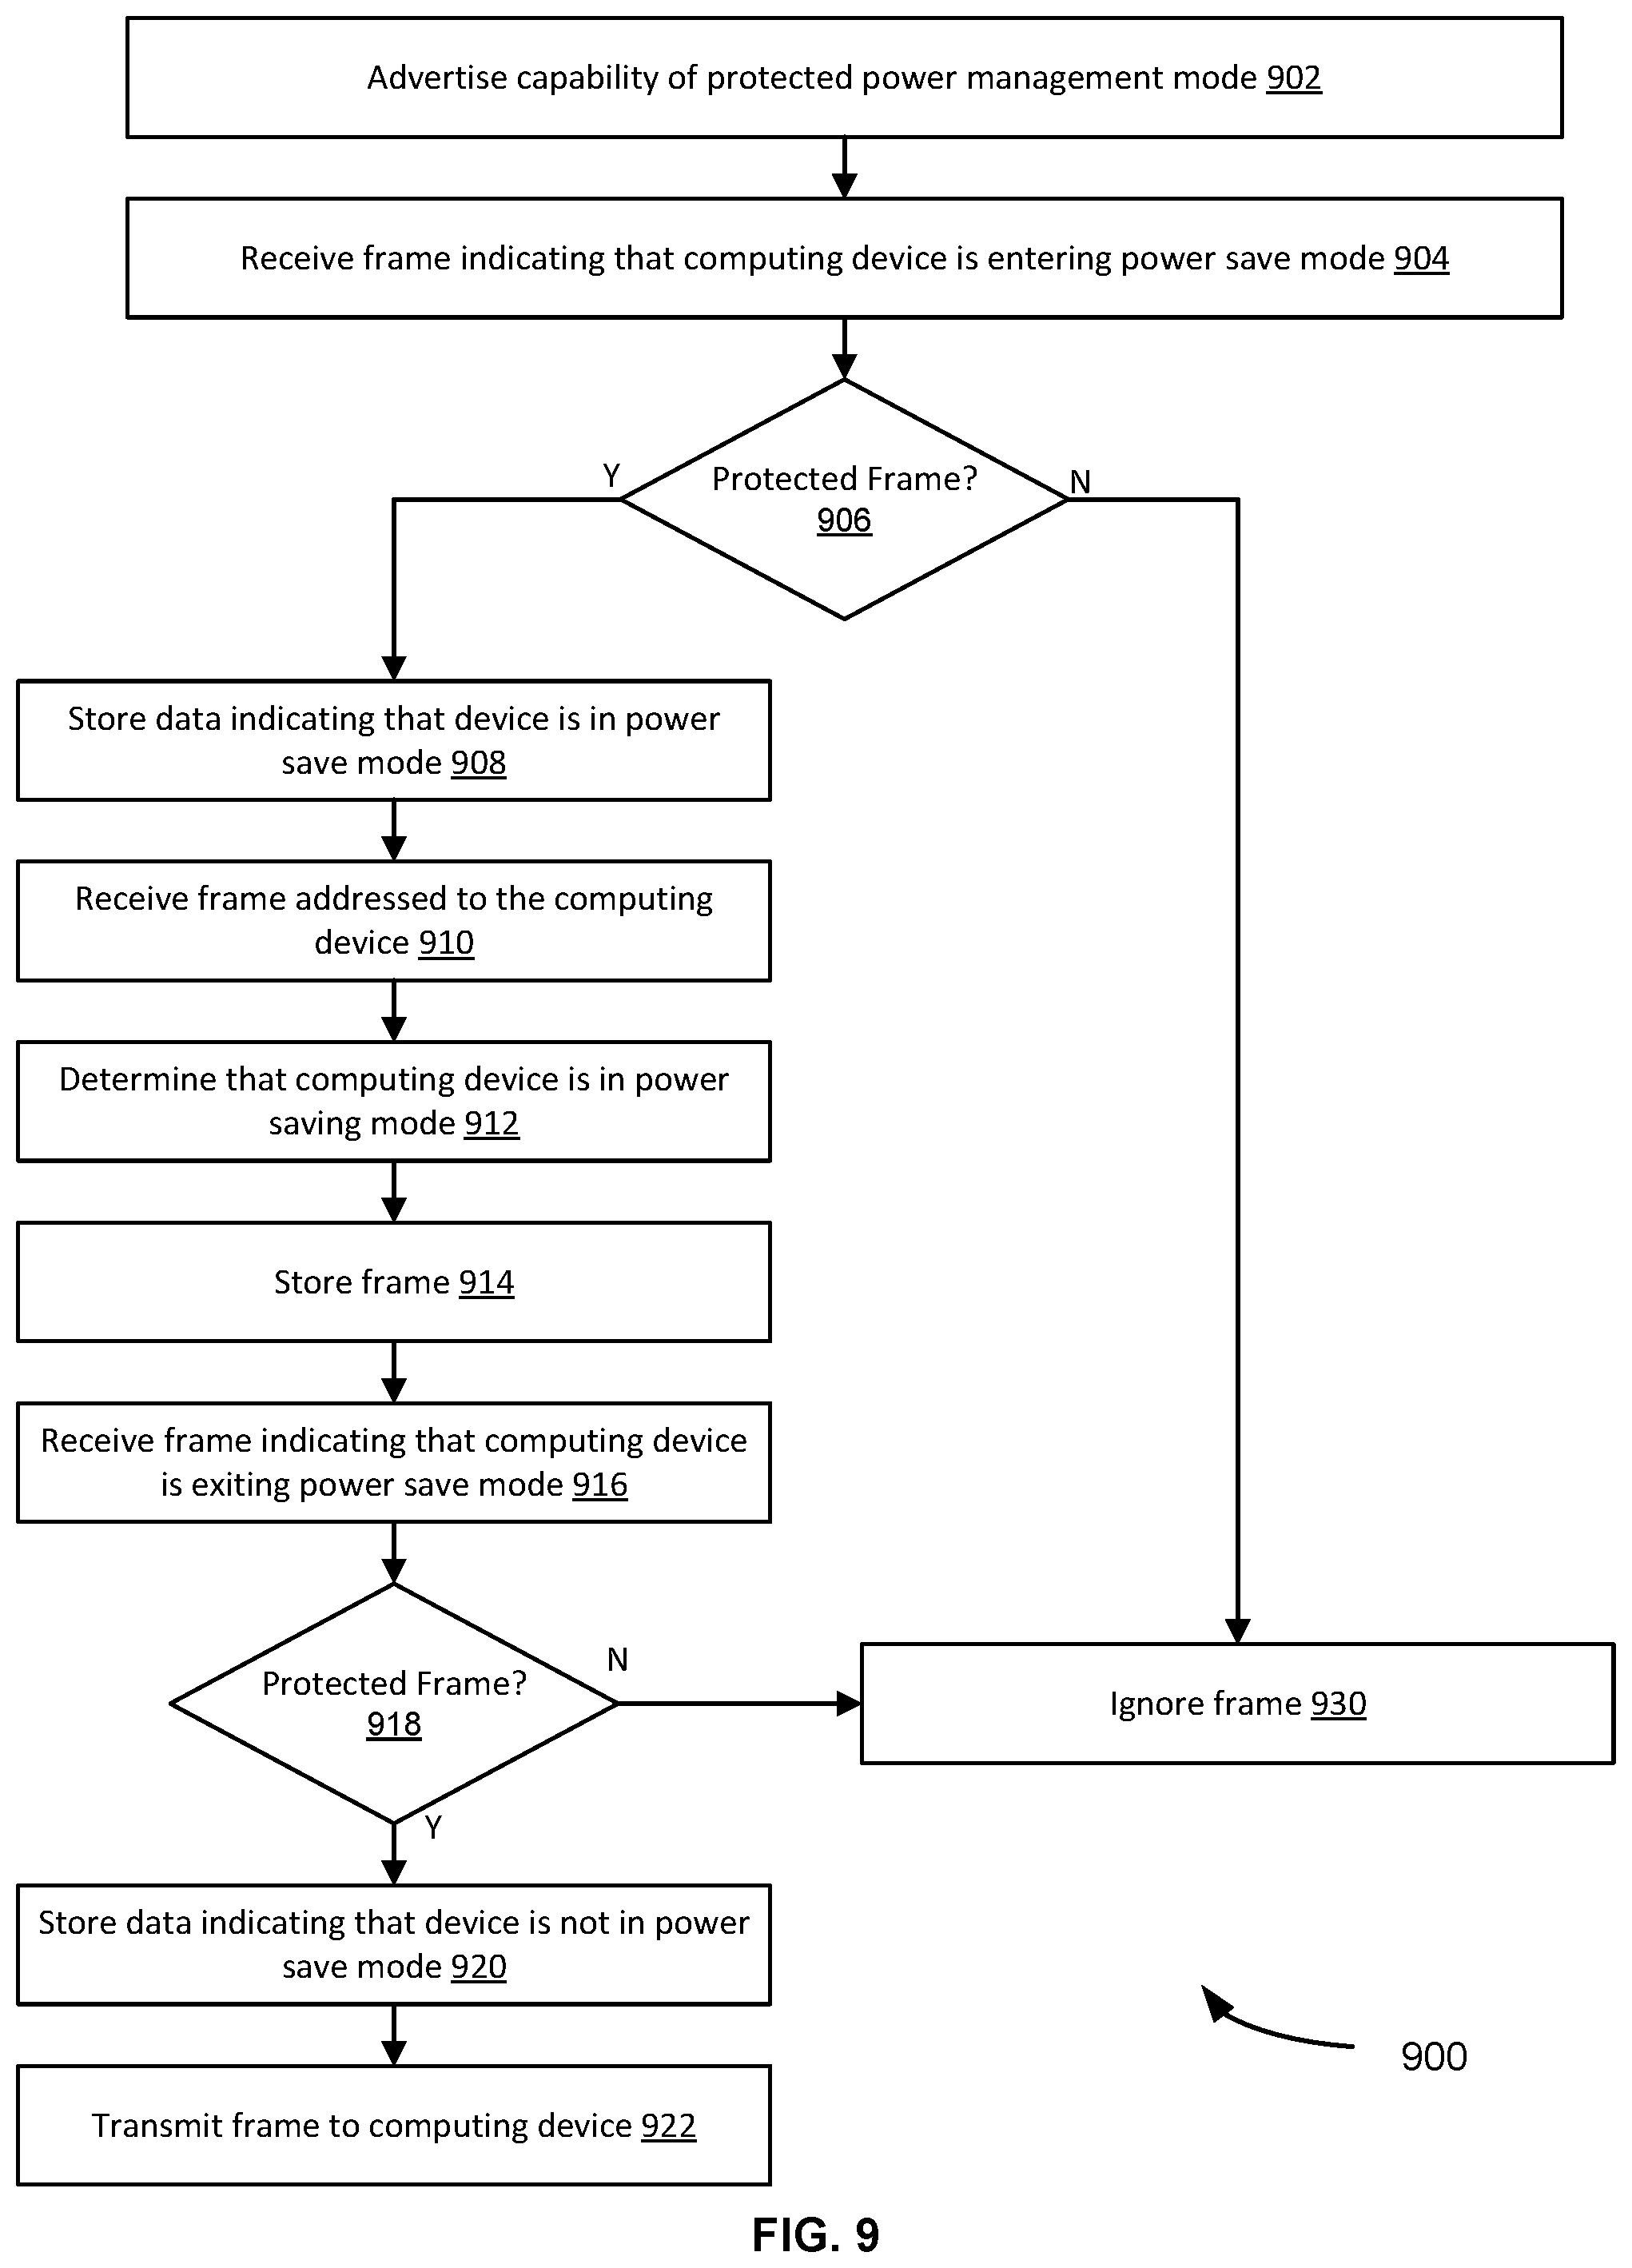 Advertise capability of protected power management mode 902
Receive frame indicating that computing device is entering power save mode 904
Protected Frame?
906
Y
N
Store data indicating that device is in power
save mode 908
Receive frame addressed to the computing
device 910
Determine that computing device is in power
saving mode 912
Store frame 914
Receive frame indicating that computing device
is exiting power save mode 916
Protected Frame?
918
N
Y
Ignore frame 930
Store data indicating that device is not in power
save mode 920
Transmit frame to computing device 922
900
FIG. 9